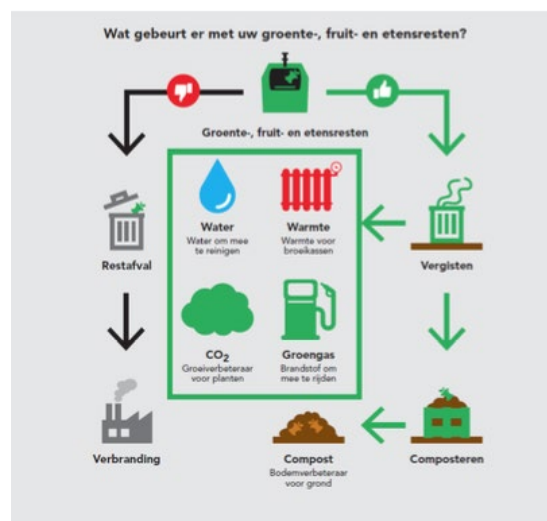 Wat gebeurt er met uw groente-, fruit- en etensresten?
Groente-, fruit- en etensresten
Water
Water om mee
te reinigen
Warmte
Warmte voor
broeikassen
Restafval
Vergisten
CO2
Groeiverbeteraar
voor planten
Groengas
Brandstof om
mee te rijden
Verbranding
Compost
Bodemverbeteraar
voor grond
Composteren